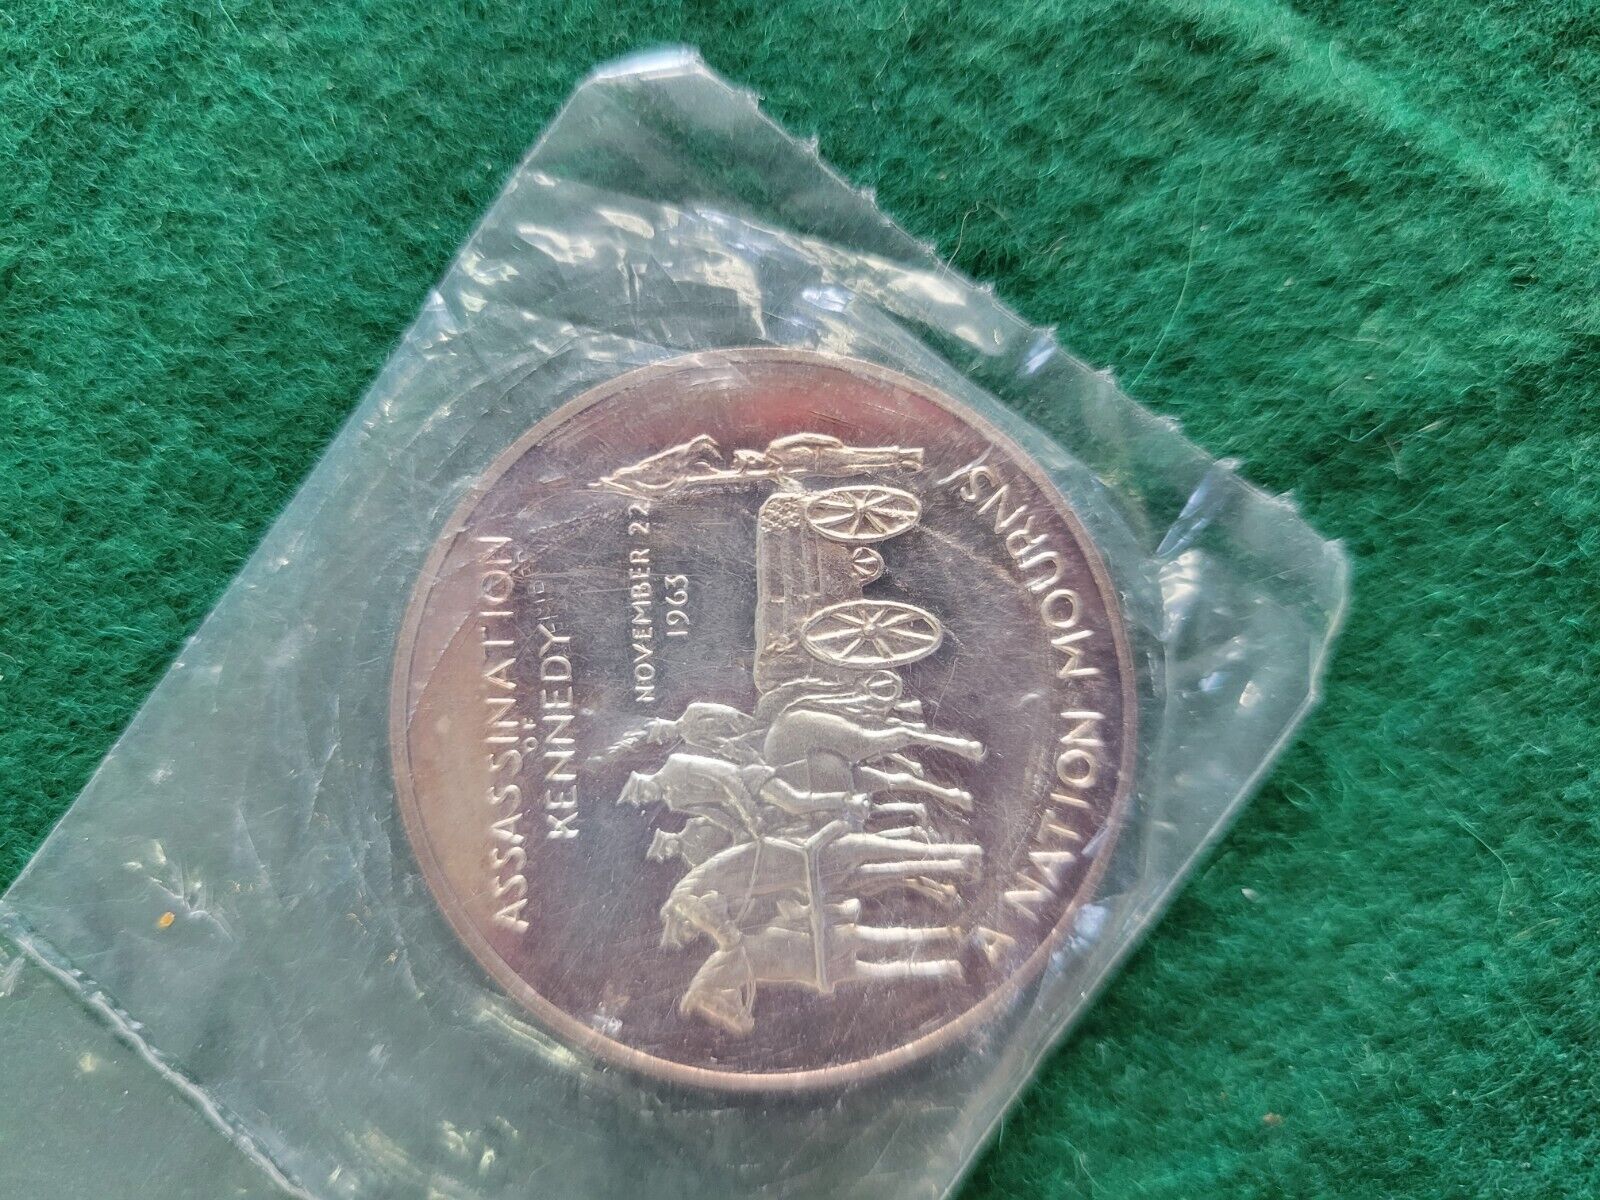 ASSASSINATION
OF
KENNEDY
NOVEMBER 22
1963
A NATION MOURNS!